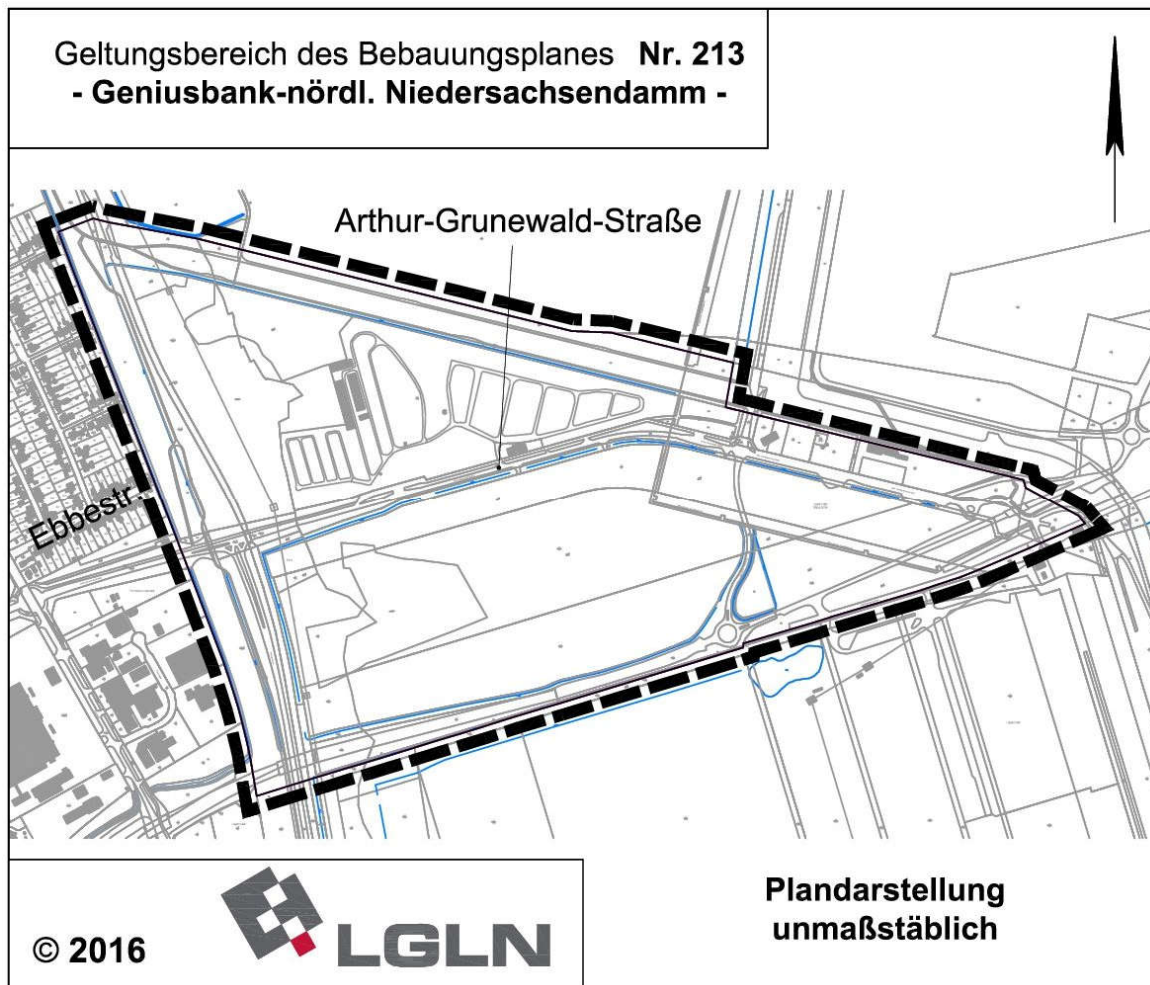 Geltungsbereich des Bebauungsplanes Nr. 213
- Geniusbank-nördl. Niedersachsendamm -
Arthur-Grunewald-Straße
Ebbestr.
© 2016
LGLN
Plandarstellung
unmaßstäblich